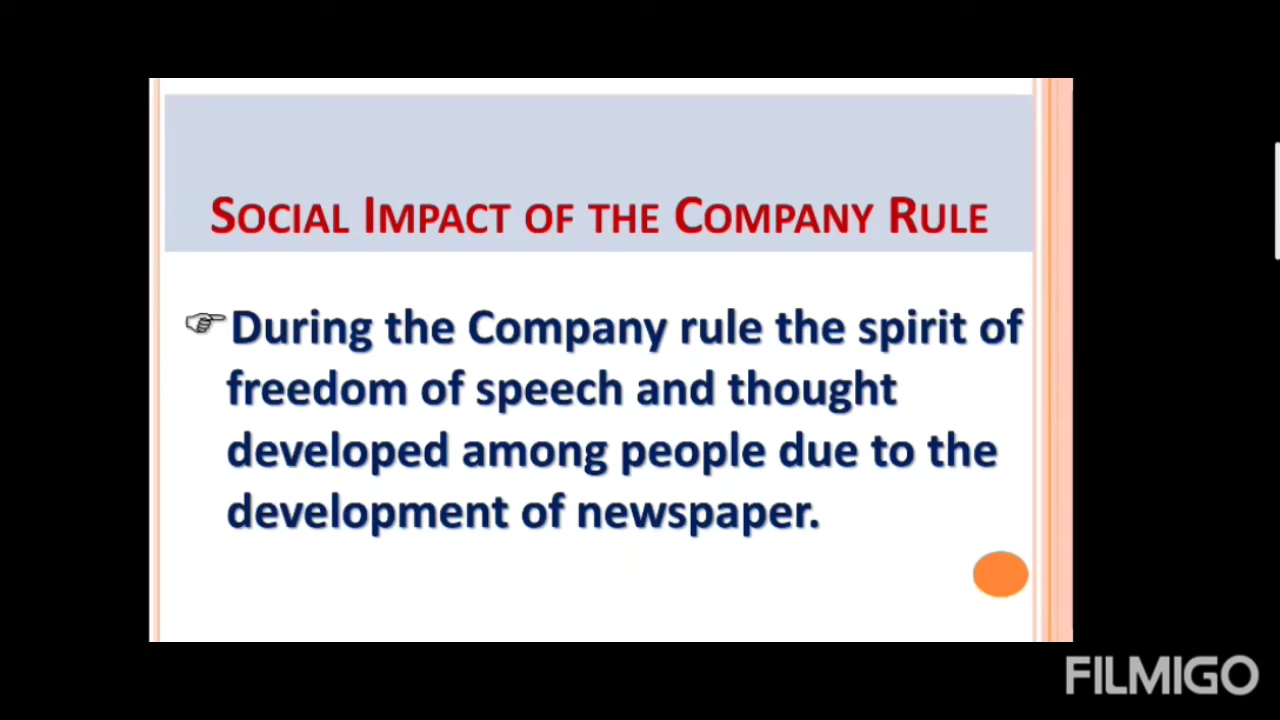 SOCIAL IMPACT OF THE COMPANY RULE
During the Company rule the spirit of
freedom of speech and thought
developed among people due to the
development of newspaper.
FILMIGO